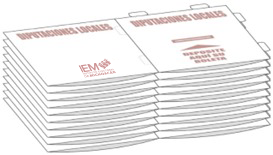 DIPUTACIONES LOCALES
IEM
DIPUTACIONES LOCALES
DEPOSITE
AQUÍ SU
BOLETA